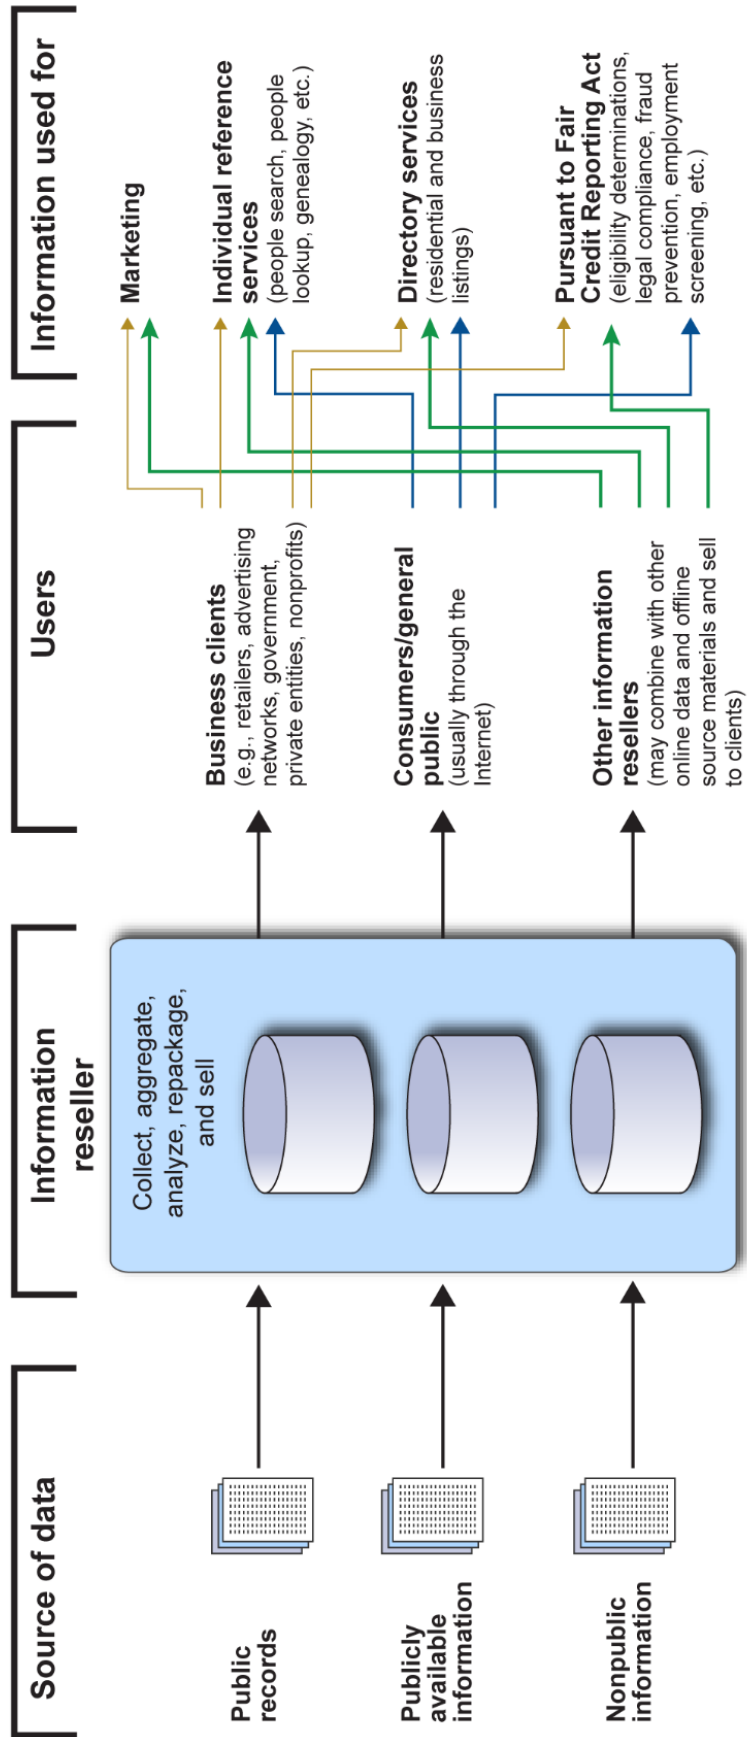 Source of data
Public
records
Publicly
available
information
Nonpublic
information
Information
reseller
Collect, aggregate,
analyze, repackage,
and sell
Users
Business clients
(e.g., retailers, advertising
networks, government,
private entities, nonprofits)
Consumers/general
public
(usually through the
Internet)
Other information
resellers
(may combine with other
online data and offline
source materials and sell
to clients)
Information used for
Marketing
Individual reference
services
(people search, people
lookup, genealogy, etc.)
Directory services
(residential and business
listings)
Pursuant to Fair
Credit Reporting Act
(eligibility determinations,
legal compliance, fraud
prevention, employment
screening, etc.)